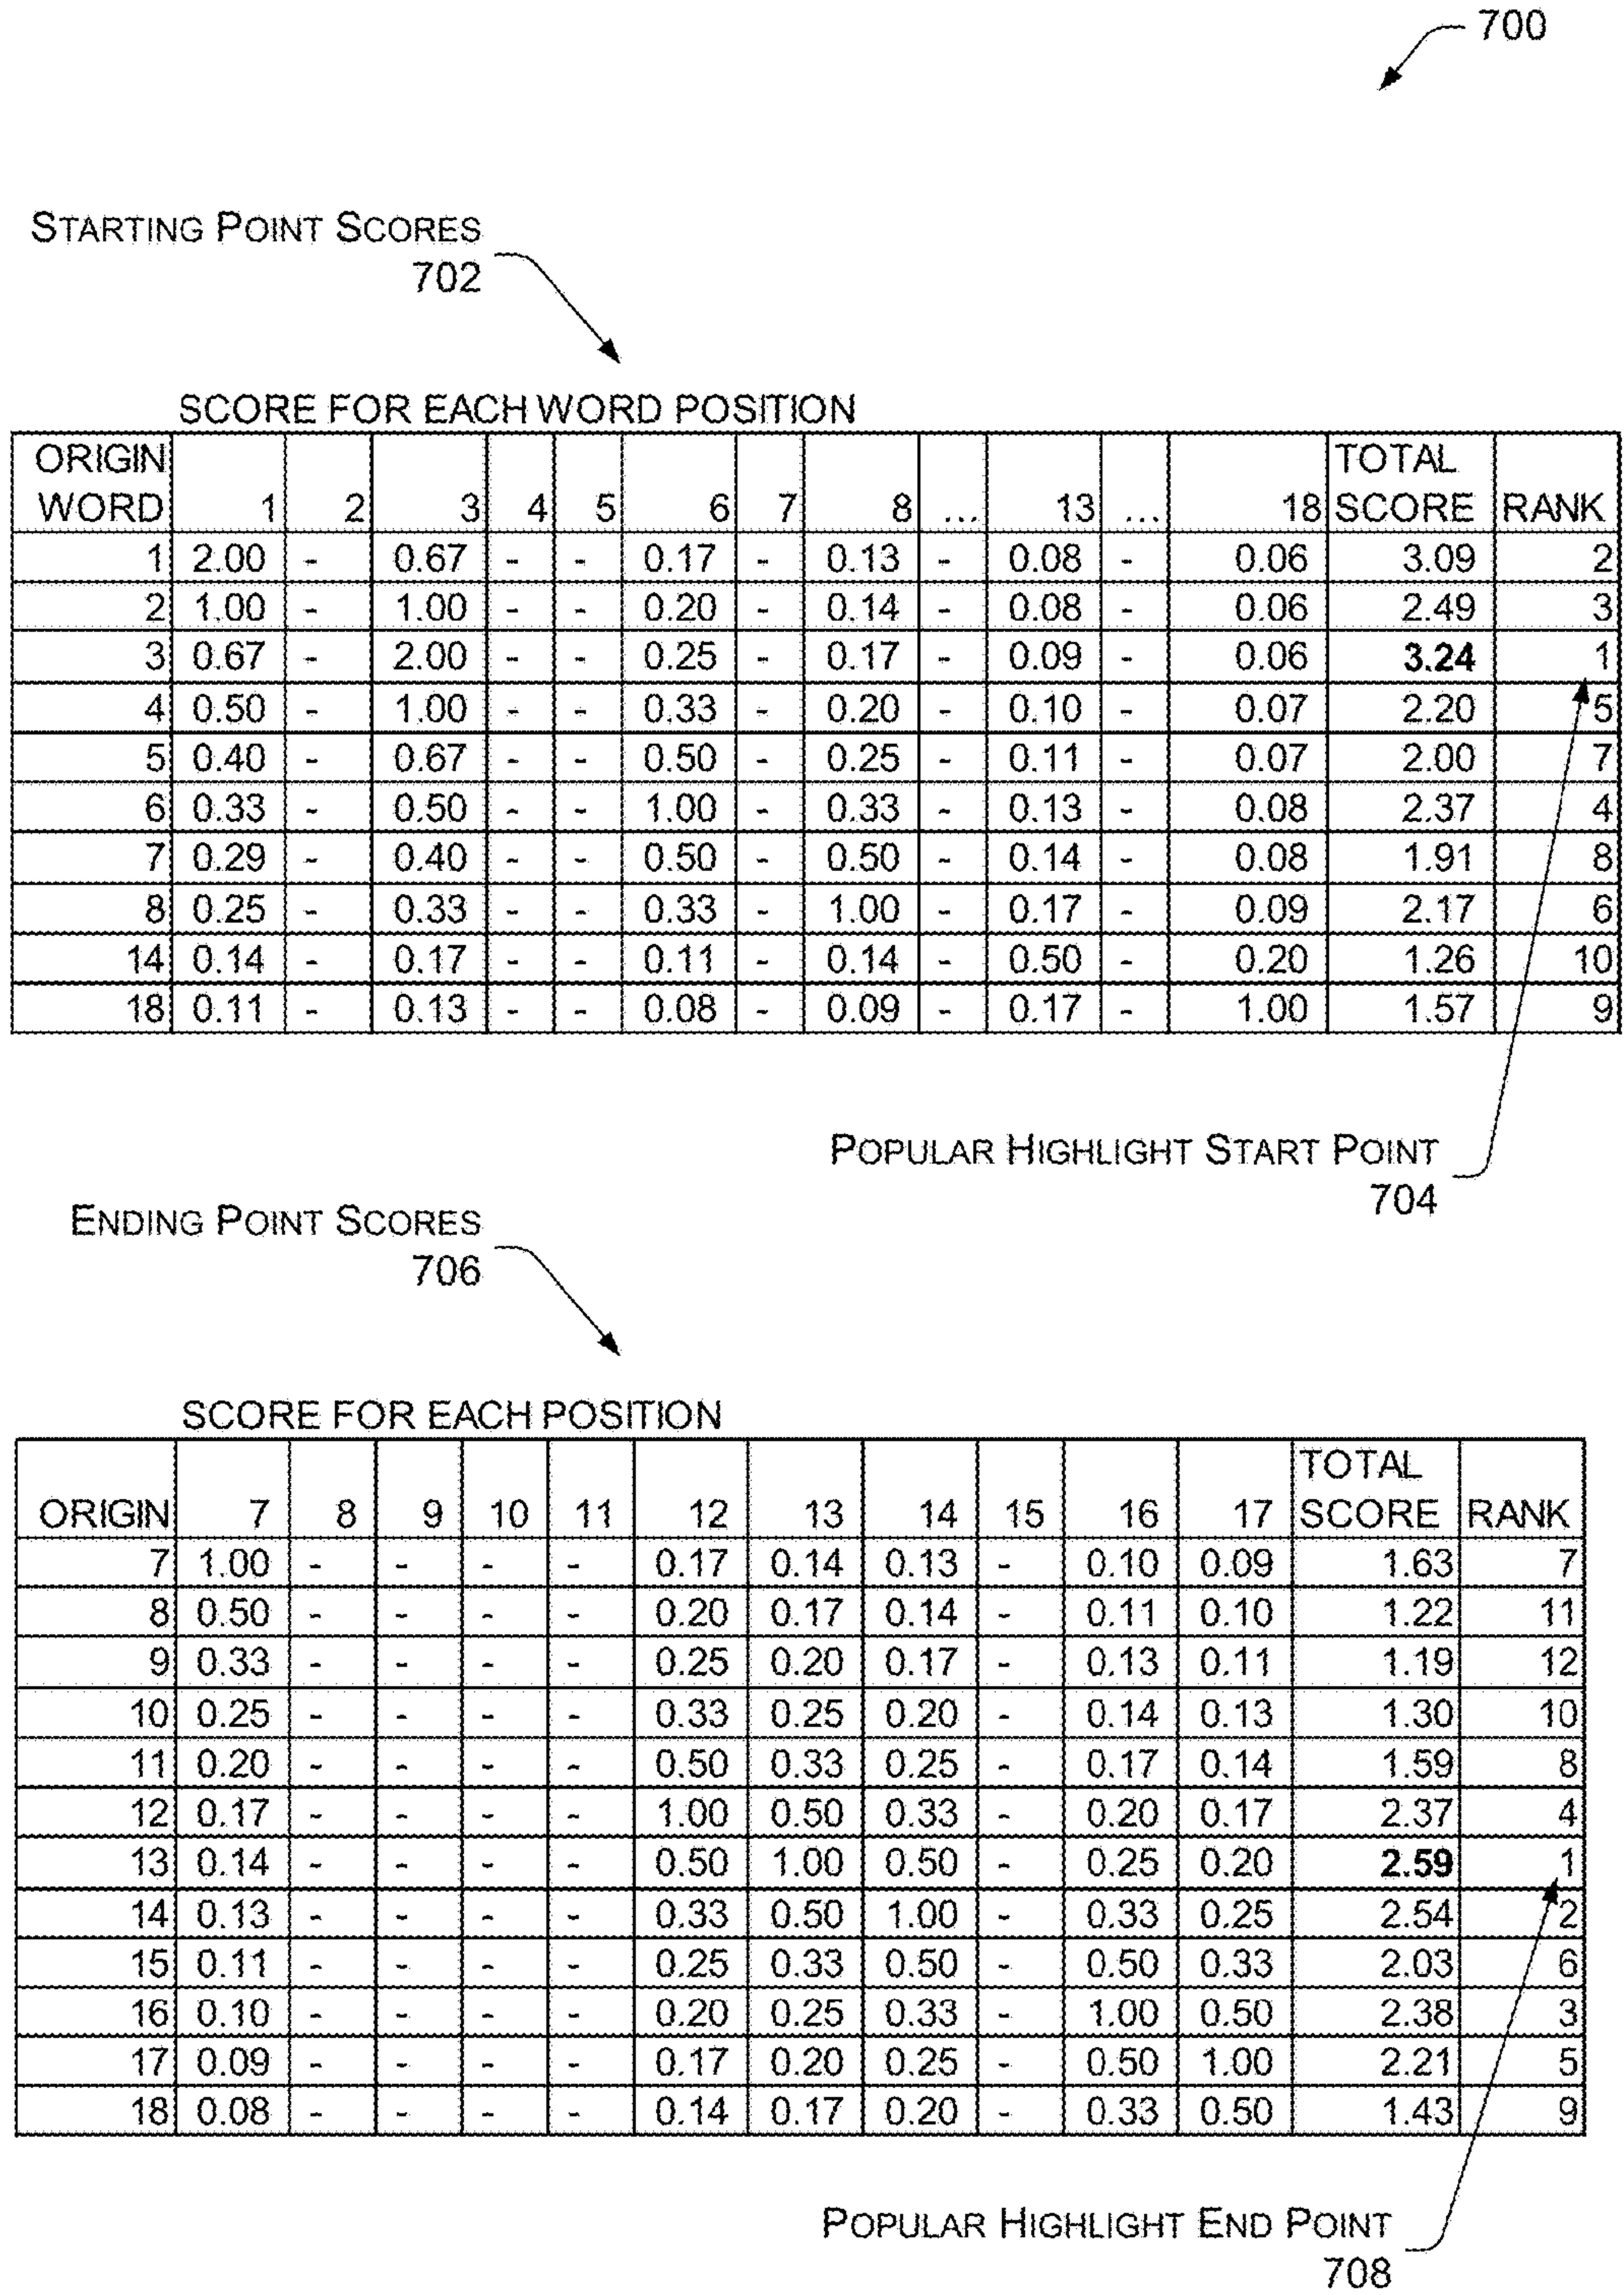 700
STARTING POINT SCORES
702
SCORE FOR EACH WORD POSITION
ORIGIN WORD 1 2 3 4 5 6 7 8 ... 13 ... 18 TOTAL SCORE RANK
1 2.00 - 0.67 - - 0.17 - 0.13 - 0.08 - 0.06 3.09 2
2 1.00 - 1.00 - - 0.20 - 0.14 - 0.08 - 0.06 2.49 3
3 0.67 - 2.00 - - 0.25 - 0.17 - 0.09 - 0.06 3.24 1
4 0.50 - 1.00 - - 0.33 - 0.20 - 0.10 - 0.07 2.20 5
5 0.40 - 0.67 - - 0.50 - 0.25 - 0.11 - 0.07 2.00 7
6 0.33 - 0.50 - - 1.00 - 0.33 - 0.13 - 0.08 2.37 4
7 0.29 - 0.40 - - 0.50 - 0.50 - 0.14 - 0.08 1.91 8
8 0.25 - 0.33 - - 0.33 - 1.00 - 0.17 - 0.09 2.17 6
14 0.14 - 0.17 - - 0.11 - 0.14 - 0.50 - 0.20 1.26 10
18 0.11 - 0.13 - - 0.08 - 0.09 - 0.17 - 1.00 1.57 9
POPULAR HIGHLIGHT START POINT
704
ENDING POINT SCORES
706
SCORE FOR EACH POSITION
ORIGIN 7 8 9 10 11 12 13 14 15 16 17 TOTAL SCORE RANK
7 1.00 - - - - 0.17 0.14 0.13 - 0.10 0.09 1.63 7
8 0.50 - - - - 0.20 0.17 0.14 - 0.11 0.10 1.22 11
9 0.33 - - - - 0.25 0.20 0.17 - 0.13 0.11 1.19 12
10 0.25 - - - - 0.33 0.25 0.20 - 0.14 0.13 1.30 10
11 0.20 - - - - 0.50 0.33 0.25 - 0.17 0.14 1.59 8
12 0.17 - - - - 1.00 0.50 0.33 - 0.20 0.17 2.37 4
13 0.14 - - - - 0.50 1.00 0.50 - 0.25 0.20 2.59 1
14 0.13 - - - - 0.33 0.50 1.00 - 0.33 0.25 2.54 2
15 0.11 - - - - 0.25 0.33 0.50 - 0.50 0.33 2.03 6
16 0.10 - - - - 0.20 0.25 0.33 - 1.00 0.50 2.38 3
17 0.09 - - - - 0.17 0.20 0.25 - 0.50 1.00 2.21 5
18 0.08 - - - - 0.14 0.17 0.20 - 0.33 0.50 1.43 9
POPULAR HIGHLIGHT END POINT
708